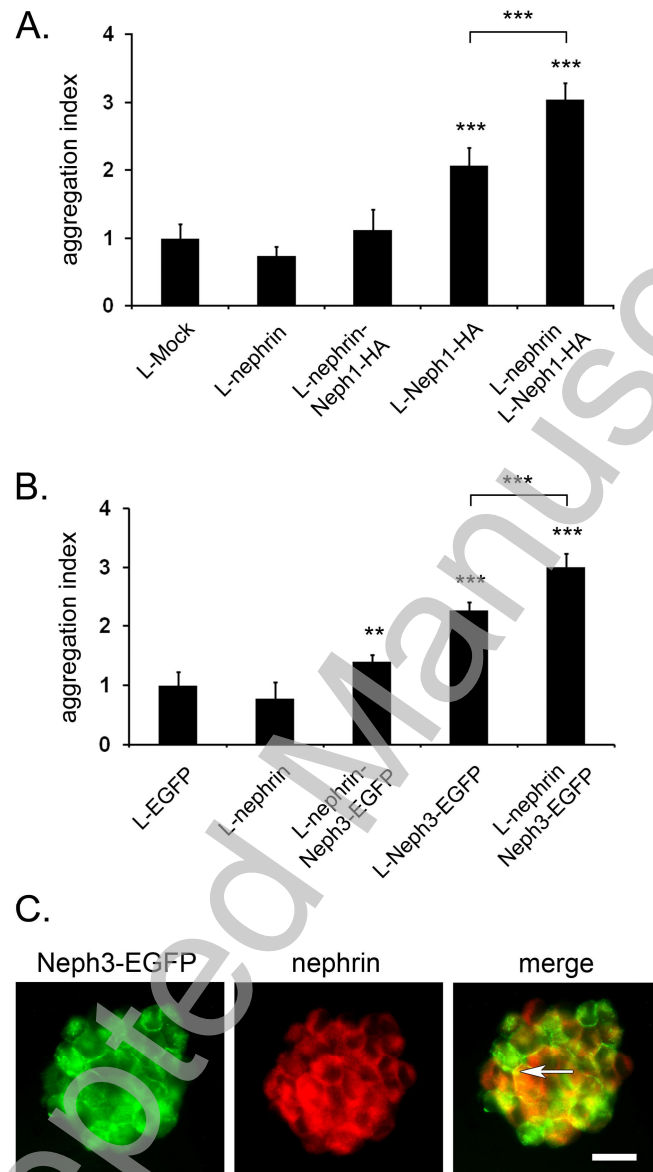 A.
aggregation index
4
3
2
1
0
***
***
***
L-Mock
L-nephrin
L-nephrin-
Neph1-HA
L-Neph1-HA
L-nephrin
L-Neph1-HA
B.
aggregation index
4
3
2
1
0
**
***
***
***
L-EGFP
L-nephrin
L-nephrin-
Neph3-EGFP
L-Neph3-EGFP
L-nephrin
Neph3-EGFP
C.
Neph3-EGFP
nephrin
merge
pted Manusc